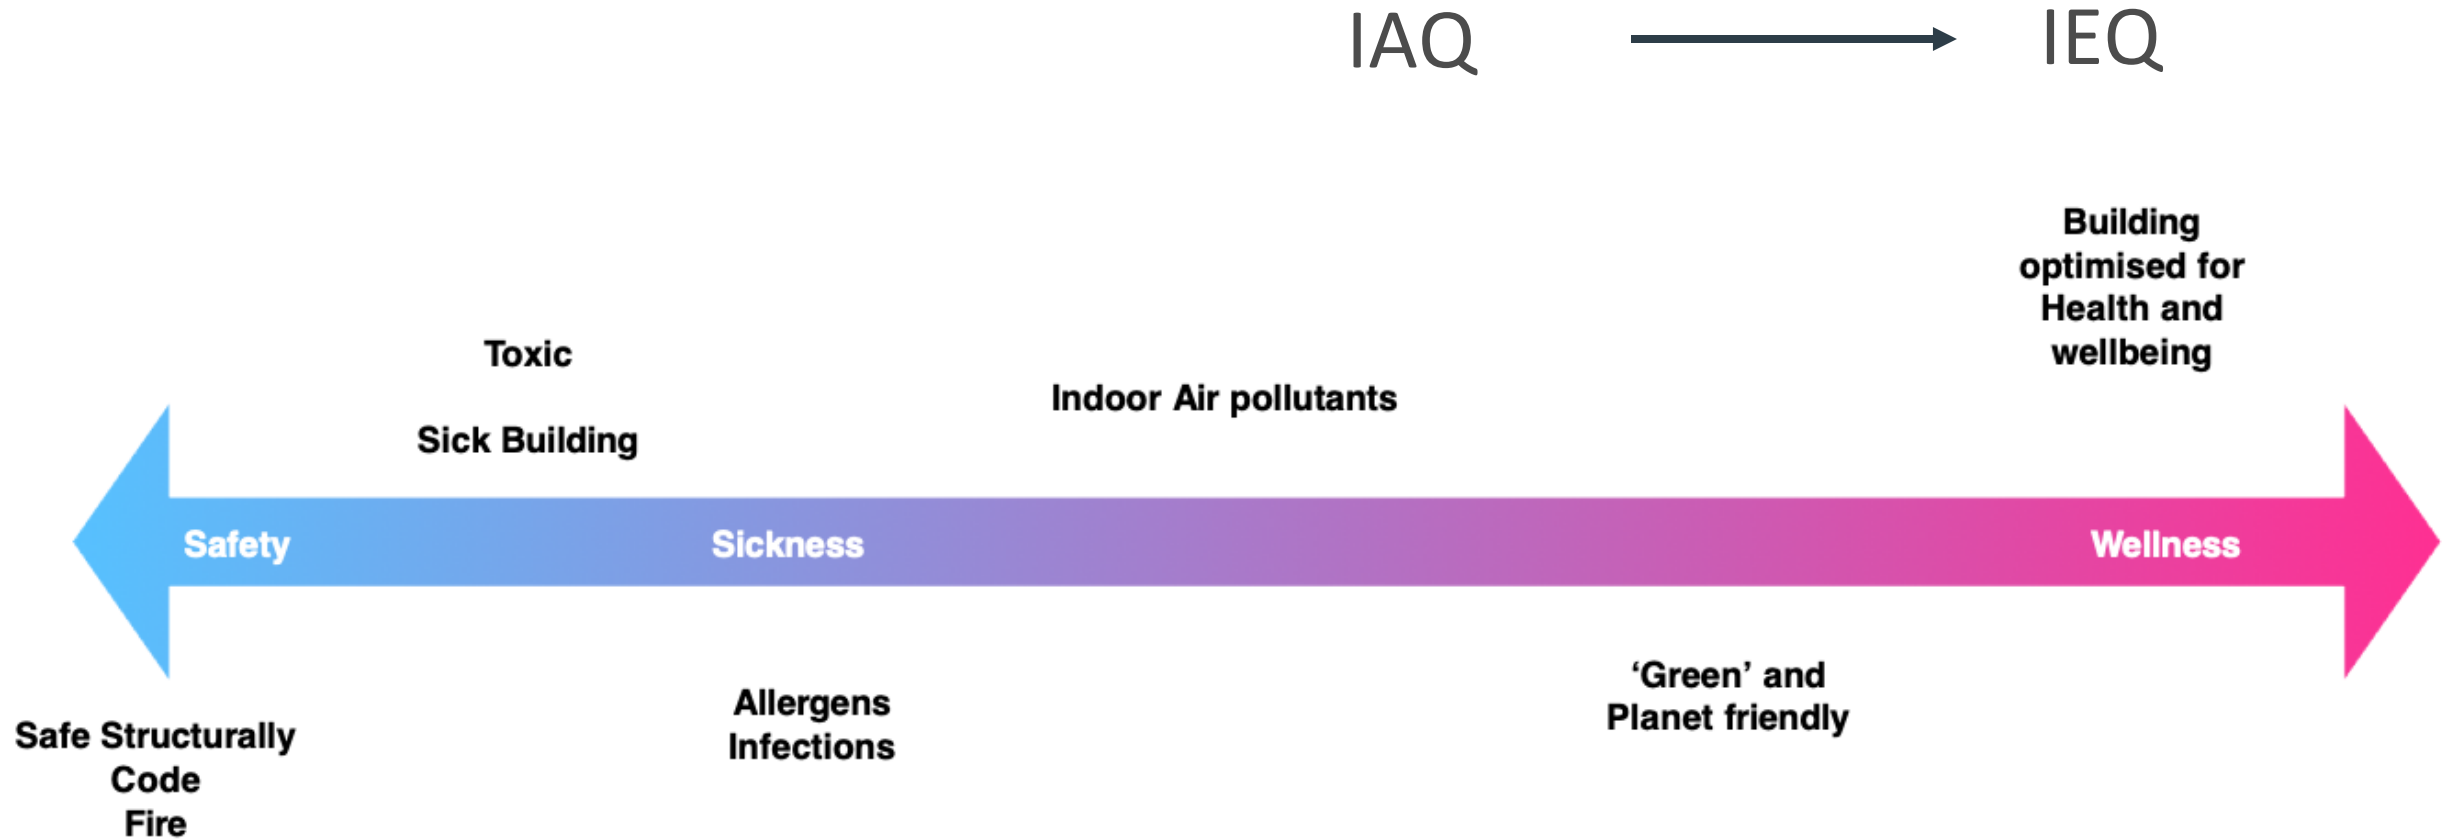 IAQ
IEQ
Building
optimised for
Health and
wellbeing
Toxic
Sick Building
Indoor Air pollutants
Safety
Sickness
Wellness
Safe Structurally
Code
Fire
Allergens
Infections
‘Green’ and
Planet friendly